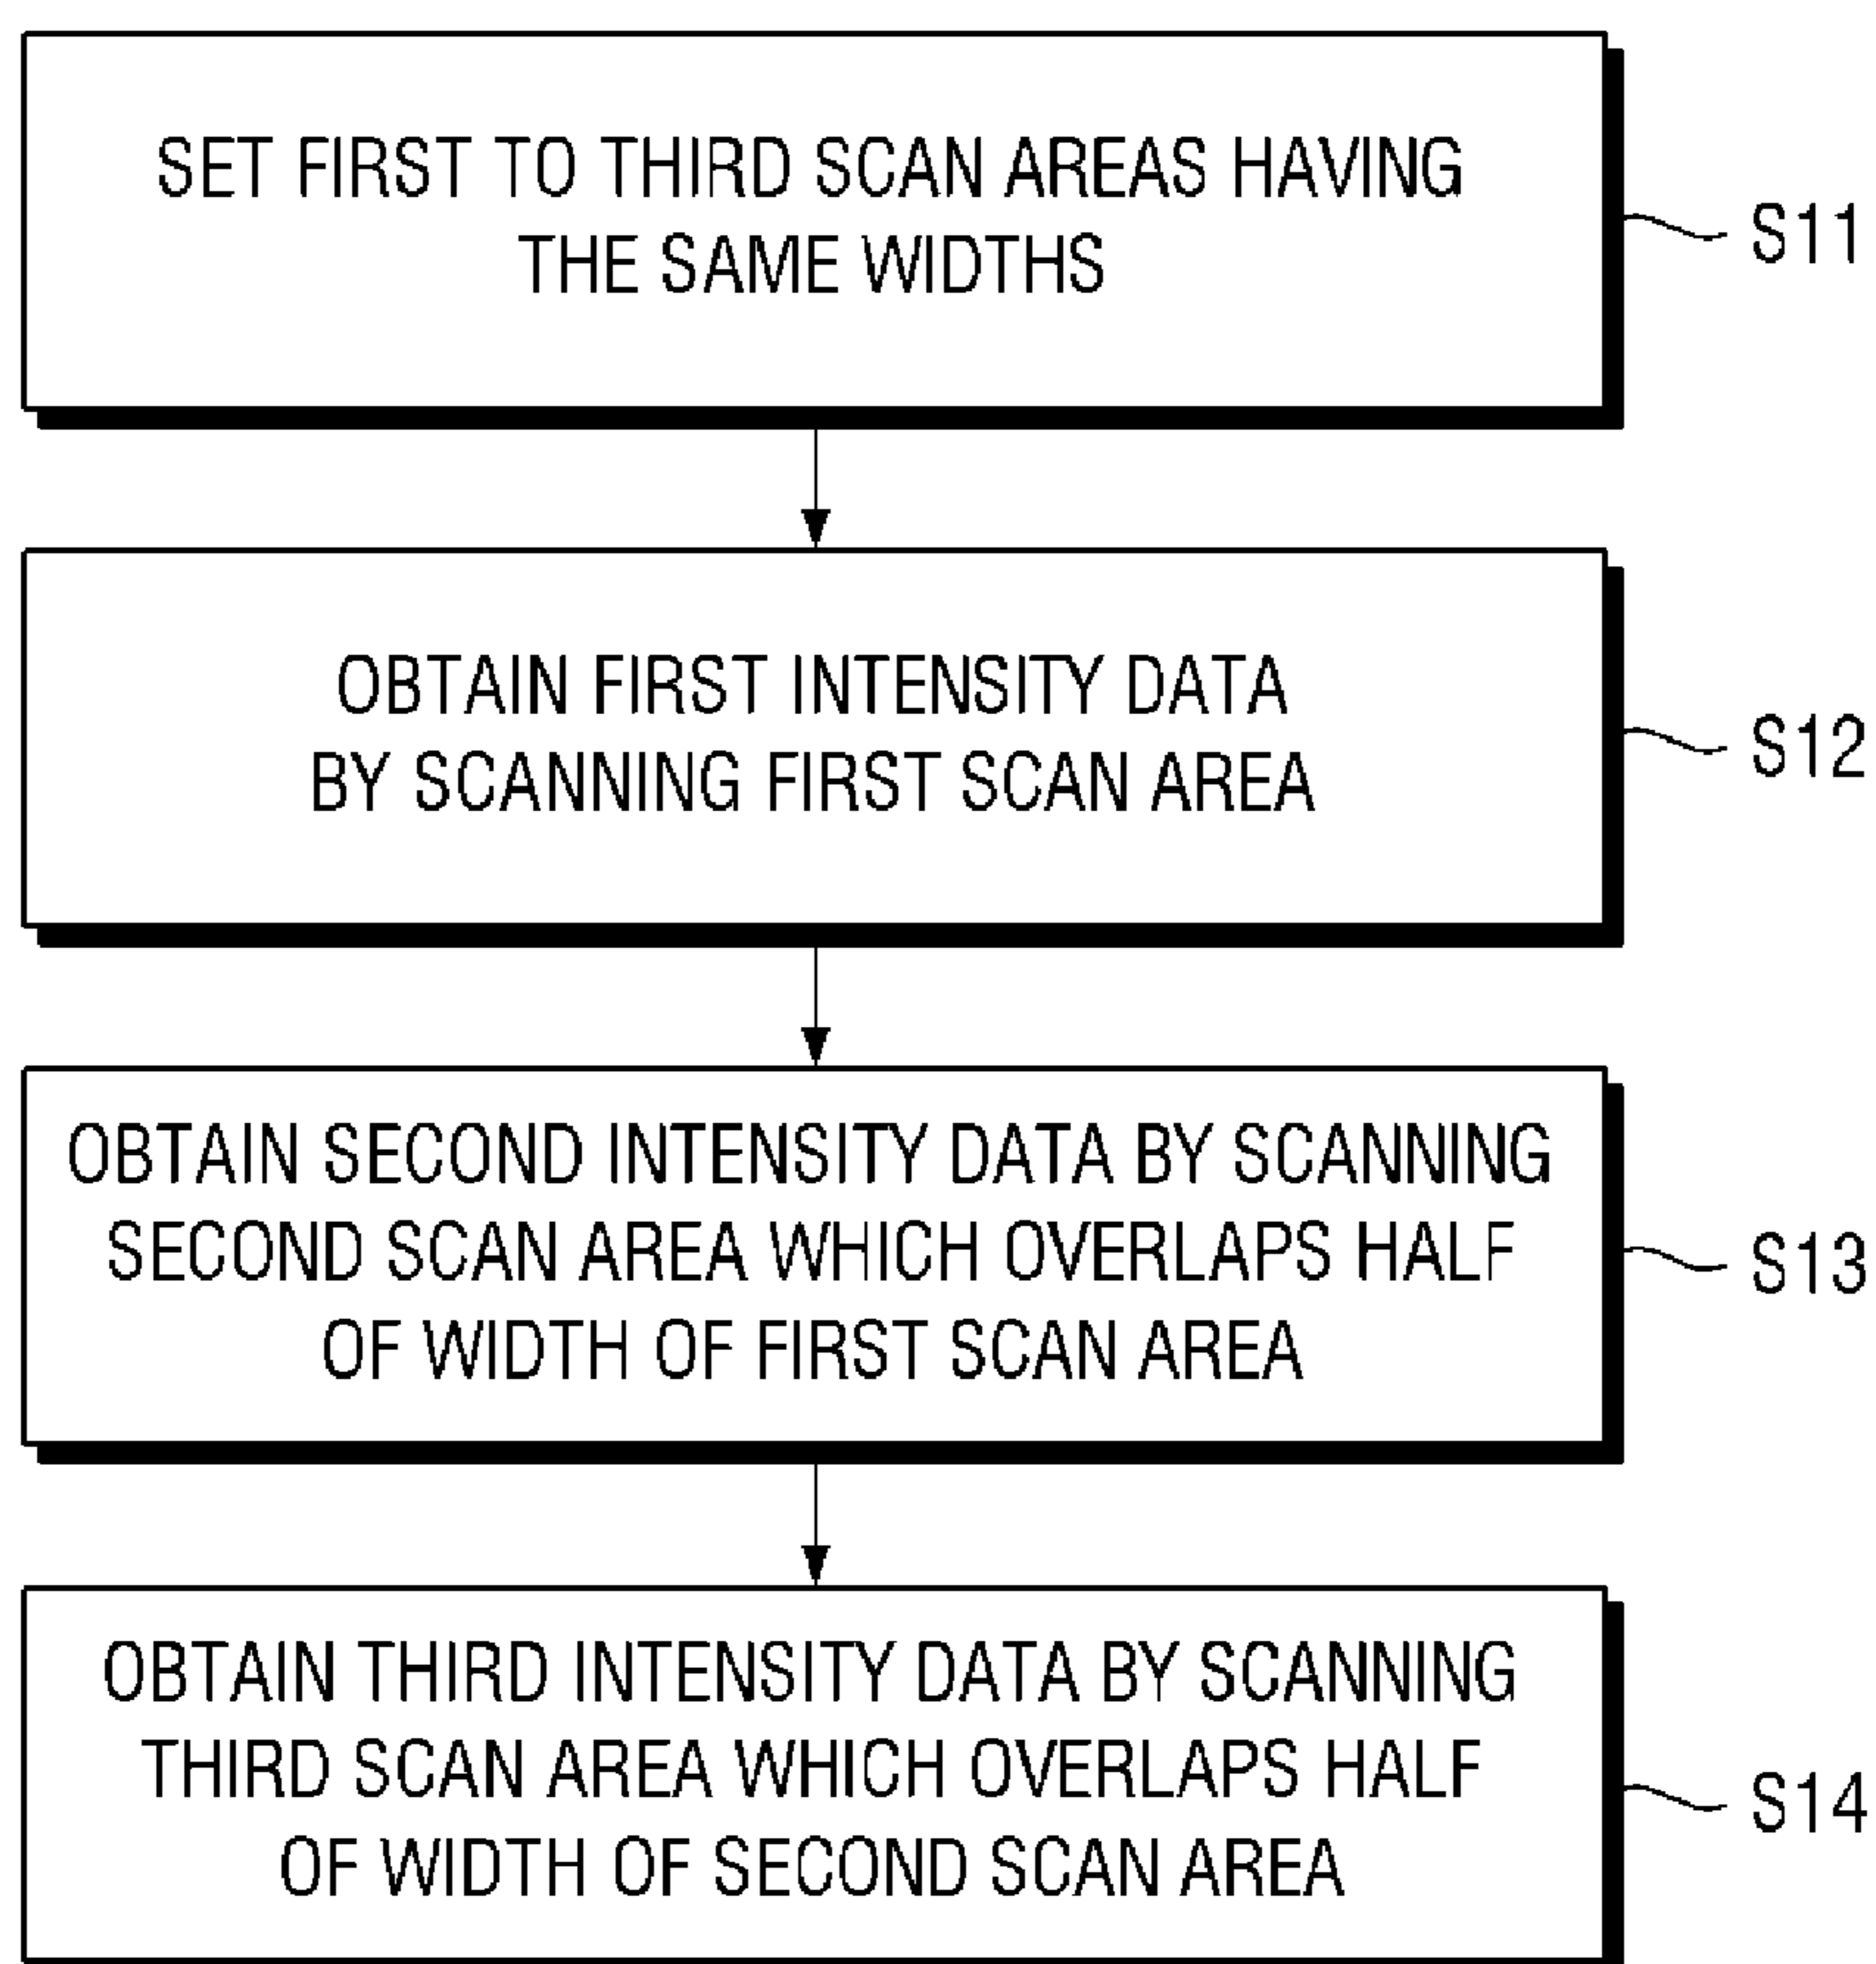 SET FIRST TO THIRD SCAN AREAS HAVING
THE SAME WIDTHS
S11
OBTAIN FIRST INTENSITY DATA
BY SCANNING FIRST SCAN AREA
S12
OBTAIN SECOND INTENSITY DATA BY SCANNING
SECOND SCAN AREA WHICH OVERLAPS HALF
OF WIDTH OF FIRST SCAN AREA
S13
OBTAIN THIRD INTENSITY DATA BY SCANNING
THIRD SCAN AREA WHICH OVERLAPS HALF
OF WIDTH OF SECOND SCAN AREA
S14